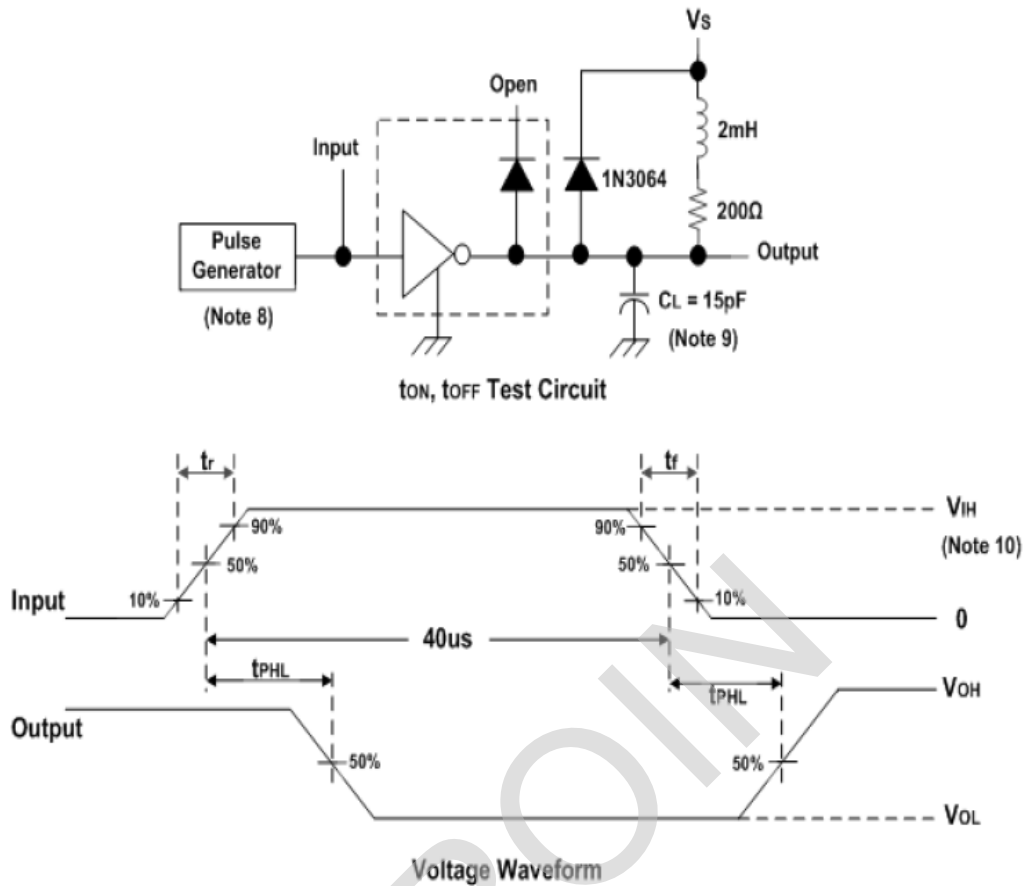 Vs
Open
2mH
Input
1N3064
200Ω
Pulse
Generator
Output
(Note 8)
CL = 15pF
(Note 9)
tON, tOFF Test Circuit
tr
tf
90%
90%
VIH
(Note 10)
50%
50%
Input
10%
10%
0
40us
tPHL
tPHL
VOH
Output
50%
50%
VOL
Voltage Waveform